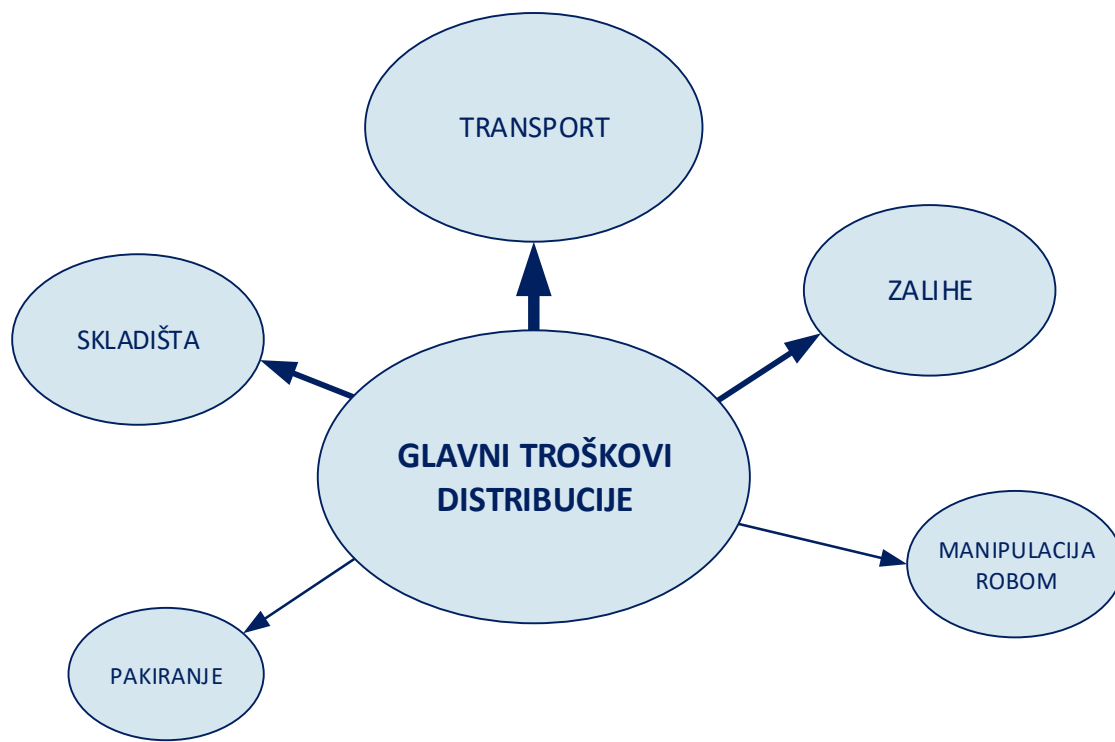 TRANSPORT
ZALIHE
SKLADIŠTA
GLAVNI TROŠKOVI
DISTRIBUCIJE
MANIPULACIJA
ROBOM
PAKIRANJE